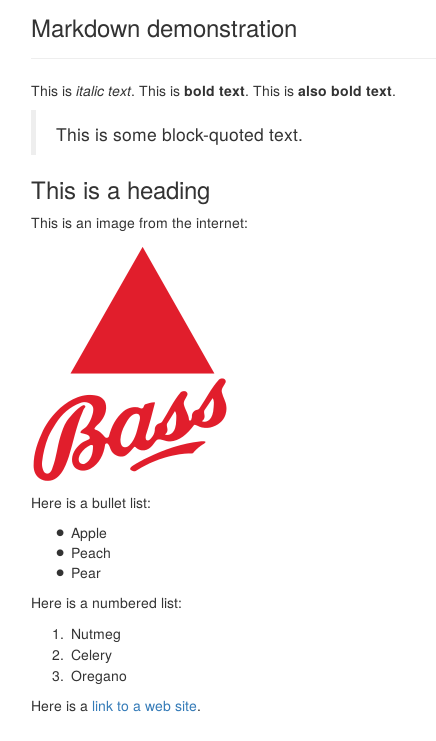 Markdown demonstration
This is italic text. This is bold text. This is also bold text.
This is some block-quoted text.
This is a heading
This is an image from the internet:
Bass
Here is a bullet list:
● Apple
● Peach
● Pear
Here is a numbered list:
1. Nutmeg
2. Celery
3. Oregano
Here is a link to a web site.